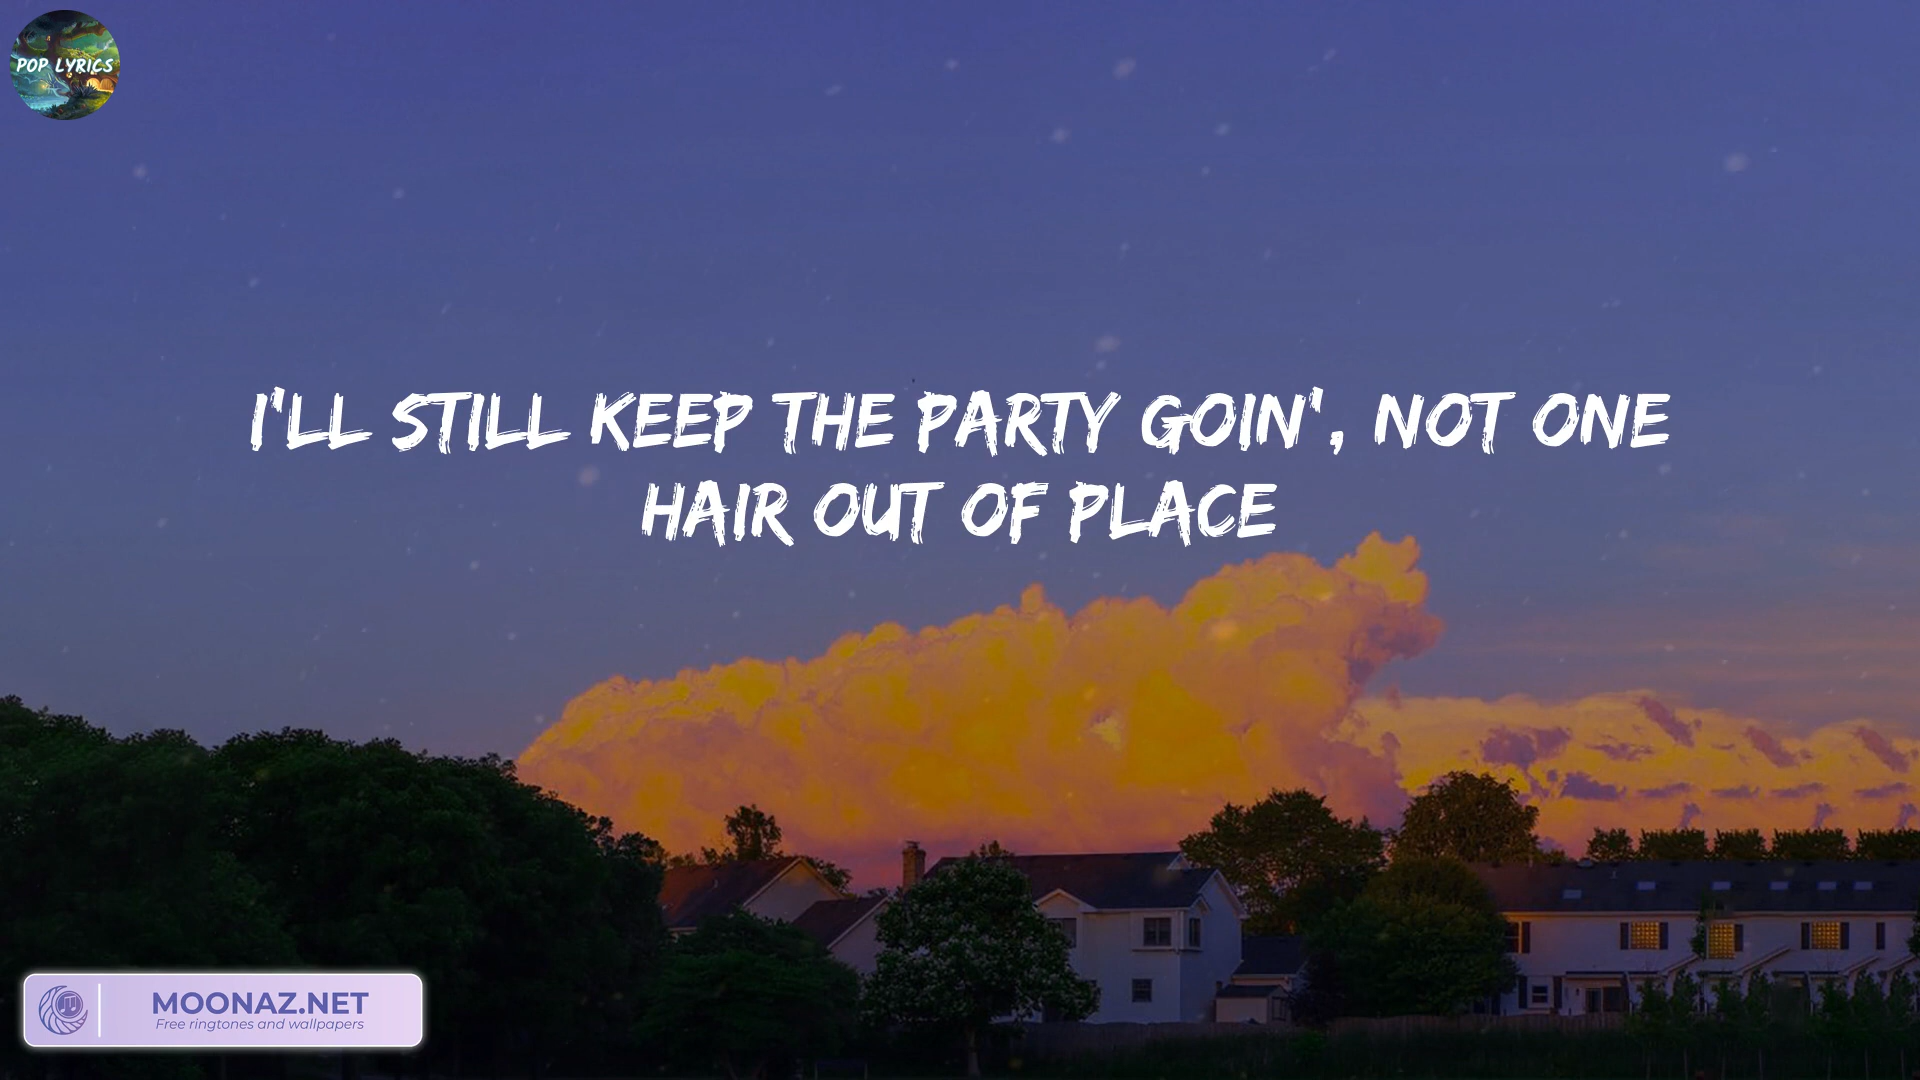 POP LYRICS
I'LL STILL KEEP THE PARTY GOIN', NOT ONE
HAIR OUT OF PLACE
MOONAZ.NET
Free ringtones and wallpapers